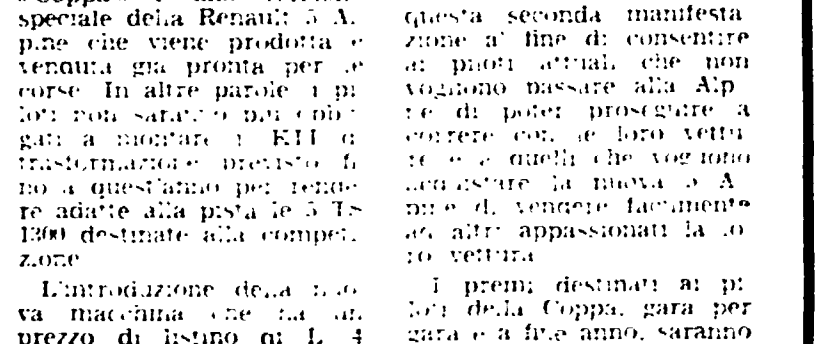 speciale della Renault 5 Al
pine che viene prodotta e
venduta già pronta per le
corse. In altre parole i pi
loti non saranno più obbli
gati a montare i KIT di
trasformazione previsto fi
no a quest'anno per rende
re adatte alla pista le 5 TS
1300 destinate alla competi
zione
L'introduzione della nuo
va macchina che ha un
prezzo di listino di L. 4
questa seconda manifesta
zione al fine di consentire
ai piloti attuali che non
vogliono passare alla Alp
ne di poter proseguire a
correre con le loro vettu
re e a quelli che vogliono
acquistare la nuova 5 Al
pine di vendere facilmente
ad altri appassionati la lo
ro vettura
I premi destinati ai pi
loti della Coppa, gara per
gara e a fine anno, saranno